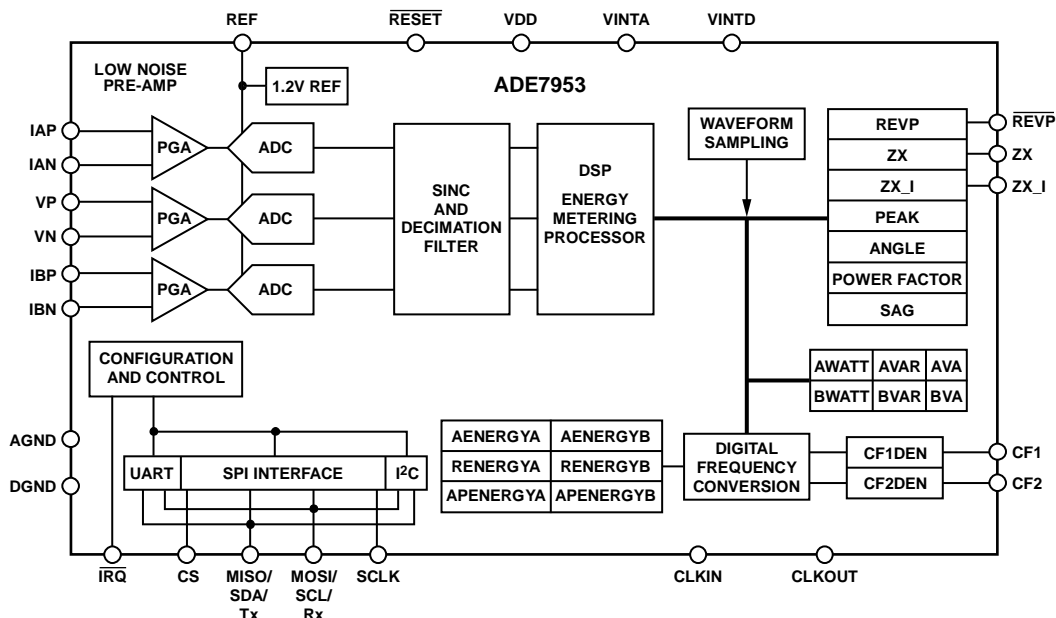 REF
RESET
VDD
VINTA
VINTD
LOW NOISE
PRE-AMP
1.2V REF
ADE7953
IAP
IAN
VP
VN
IBP
IBN
PGA
ADC
PGA
ADC
PGA
ADC
SINC
AND
DECIMATION
FILTER
DSP
ENERGY
METERING
PROCESSOR
WAVEFORM
SAMPLING
REVP
ZX
ZX_I
PEAK
ANGLE
POWER FACTOR
SAG
REVP
ZX
ZX_I
CONFIGURATION
AND CONTROL
AWATT AVAR AVA
BWATT BVAR BVA
AGND
DGND
UART SPI INTERFACE I²C
AENERGYA AENERGYB
RENERGYA RENERGYB
APENERGYA APENERGYB
DIGITAL
FREQUENCY
CONVERSION
CF1DEN
CF2DEN
CF1
CF2
IRQ
CS
MISO/
SDA/
Tx
MOSI/
SCL/
Rx
SCLK
CLKIN
CLKOUT